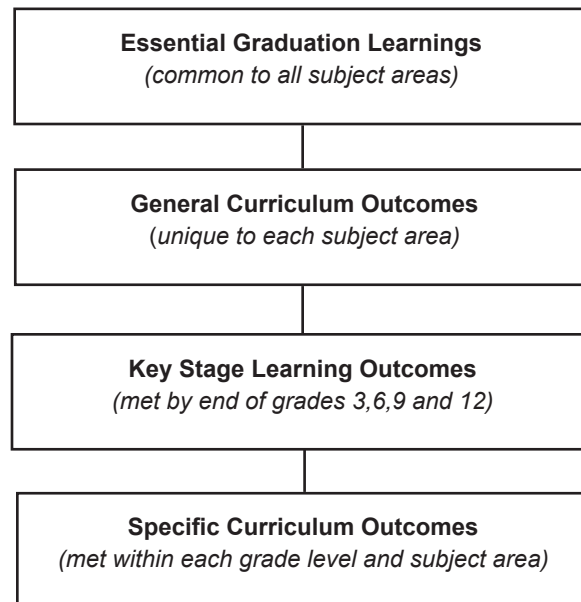 Essential Graduation Learnings
(common to all subject areas)
General Curriculum Outcomes
(unique to each subject area)
Key Stage Learning Outcomes
(met by end of grades 3,6,9 and 12)
Specific Curriculum Outcomes
(met within each grade level and subject area)